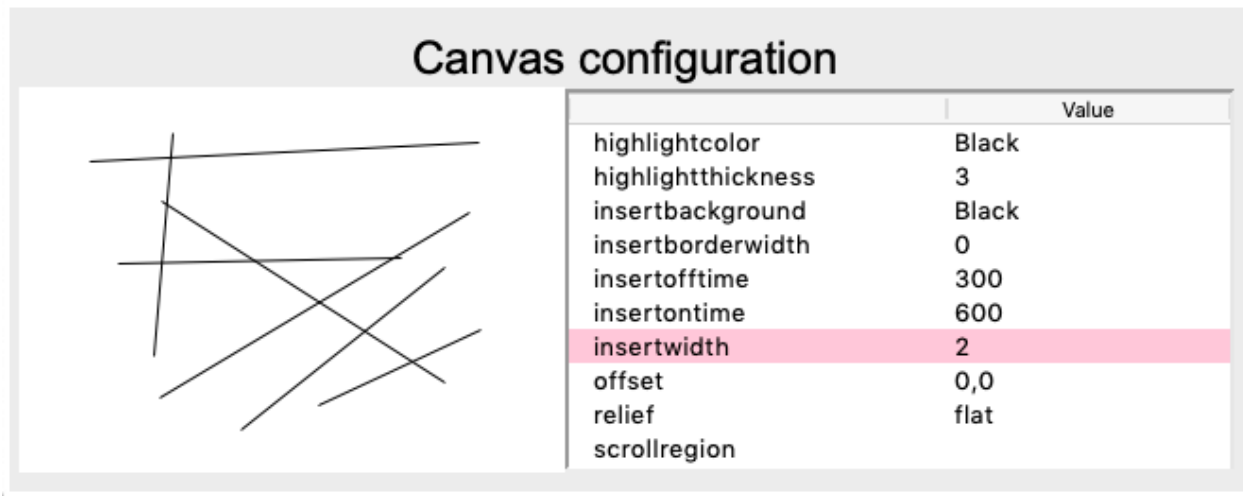 Canvas configuration
Value
highlightcolor Black
highlightthickness 3
insertbackground Black
insertborderwidth 0
insertofftime 300
insertontime 600
insertwidth 2
offset 0,0
relief flat
scrollregion